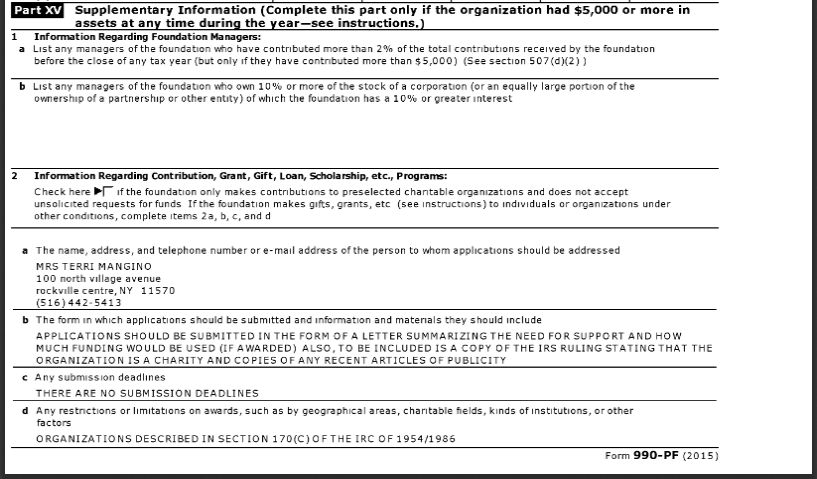 Part XV Supplementary Information (Complete this part only if the organization had $5,000 or more in
assets at any time during the year—see instructions.)
1 Information Regarding Foundation Managers:
a List any managers of the foundation who have contributed more than 2% of the total contributions received by the foundation
before the close of any tax year (but only if they have contributed more than $5,000) (See section 507(d)(2) )
b List any managers of the foundation who own 10% or more of the stock of a corporation (or an equally large portion of the
ownership of a partnership or other entity) of which the foundation has a 10% or greater interest
2 Information Regarding Contribution, Grant, Gift, Loan, Scholarship, etc., Programs:
Check here ▶ if the foundation only makes contributions to preselected charitable organizations and does not accept
unsolicited requests for funds If the foundation makes gifts, grants, etc (see instructions) to individuals or organizations under
other conditions, complete items 2a, b, c, and d
a The name, address, and telephone number or e-mail address of the person to whom applications should be addressed
MRS TERRI MANGINO
100 north village avenue
rockville centre, NY 11570
(516) 442-5413
b The form in which applications should be submitted and information and materials they should include
APPLICATIONS SHOULD BE SUBMITTED IN THE FORM OF A LETTER SUMMARIZING THE NEED FOR SUPPORT AND HOW
MUCH FUNDING WOULD BE USED (IF AWARDED) ALSO, TO BE INCLUDED IS A COPY OF THE IRS RULING STATING THAT THE
ORGANIZATION IS A CHARITY AND COPIES OF ANY RECENT ARTICLES OF PUBLICITY
c Any submission deadlines
THERE ARE NO SUBMISSION DEADLINES
d Any restrictions or limitations on awards, such as by geographical areas, charitable fields, kinds of institutions, or other
factors
ORGANIZATIONS DESCRIBED IN SECTION 170(C) OF THE IRC OF 1954/1986
Form 990-PF (2015)